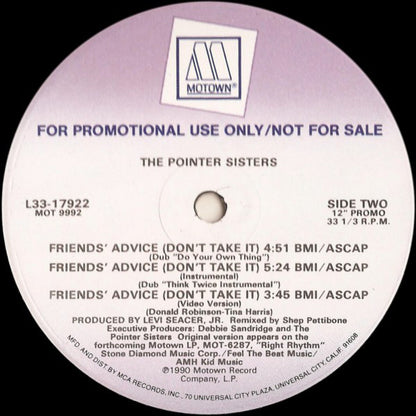 MOTOWN®
FOR PROMOTIONAL USE ONLY/NOT FOR SALE
THE POINTER SISTERS
L33-17922
MOT 9992
SIDE TWO
12" PROMO
33 1/3 R.P.M.
FRIENDS' ADVICE (DON'T TAKE IT) 4:51 BMI/ASCAP
(Dub "Do Your Own Thing")
FRIENDS' ADVICE (DON'T TAKE IT) 5:24 BMI/ASCAP
(Instrumental)
(Dub "Think Twice Instrumental")
FRIENDS' ADVICE (DON'T TAKE IT) 3:45 BMI/ASCAP
(Video Version)
(Donald Robinson-Tina Harris)
PRODUCED BY LEVI SEACER, JR. Remixed by Shep Pettibone
Executive Producers: Debbie Sandridge and the
Pointer Sisters Original version appears on the
forthcoming Motown LP, MOT-6287, "Right Rhythm"
Stone Diamond Music Corp./Feel The Beat Music/
AMH Kid Music
℗1990 Motown Record
Company, L.P.
MFD. AND DIST. BY MCA RECORDS, INC., 70 UNIVERSAL CITY PLAZA, UNIVERSAL CITY, CALIF. 91608